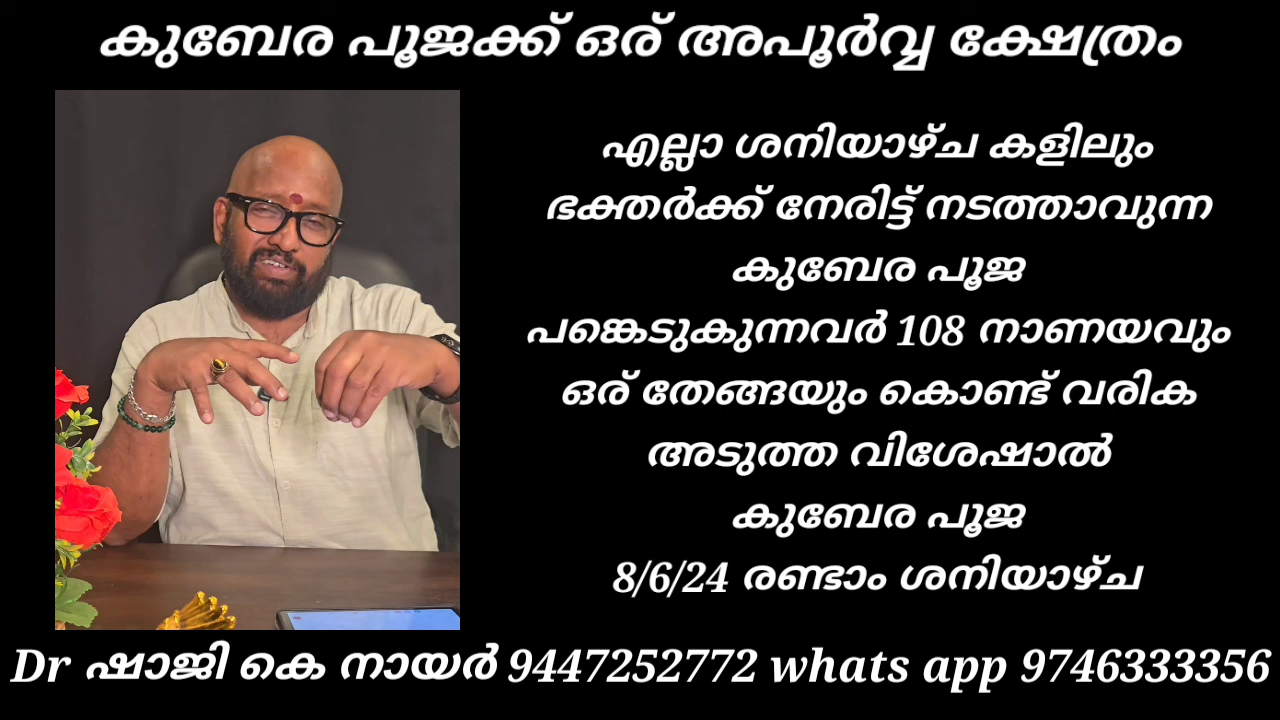 കുബേര പൂജക്ക് ഒര് അപൂർവ്വ ക്ഷേത്രം
എല്ലാ ശനിയാഴ്ച കളിലും
ഭക്തർക്ക് നേരിട്ട് നടത്താവുന്ന
കുബേര പൂജ
പങ്കെടുകുന്നവർ 108 നാണയവും
ഒര് തേങ്ങയും കൊണ്ട് വരിക
അടുത്ത വിശേഷാൽ
കുബേര പൂജ
8/6/24 രണ്ടാം ശനിയാഴ്ച
Dr ഷാജി കെ നായർ 9447252772 whats app 9746333356